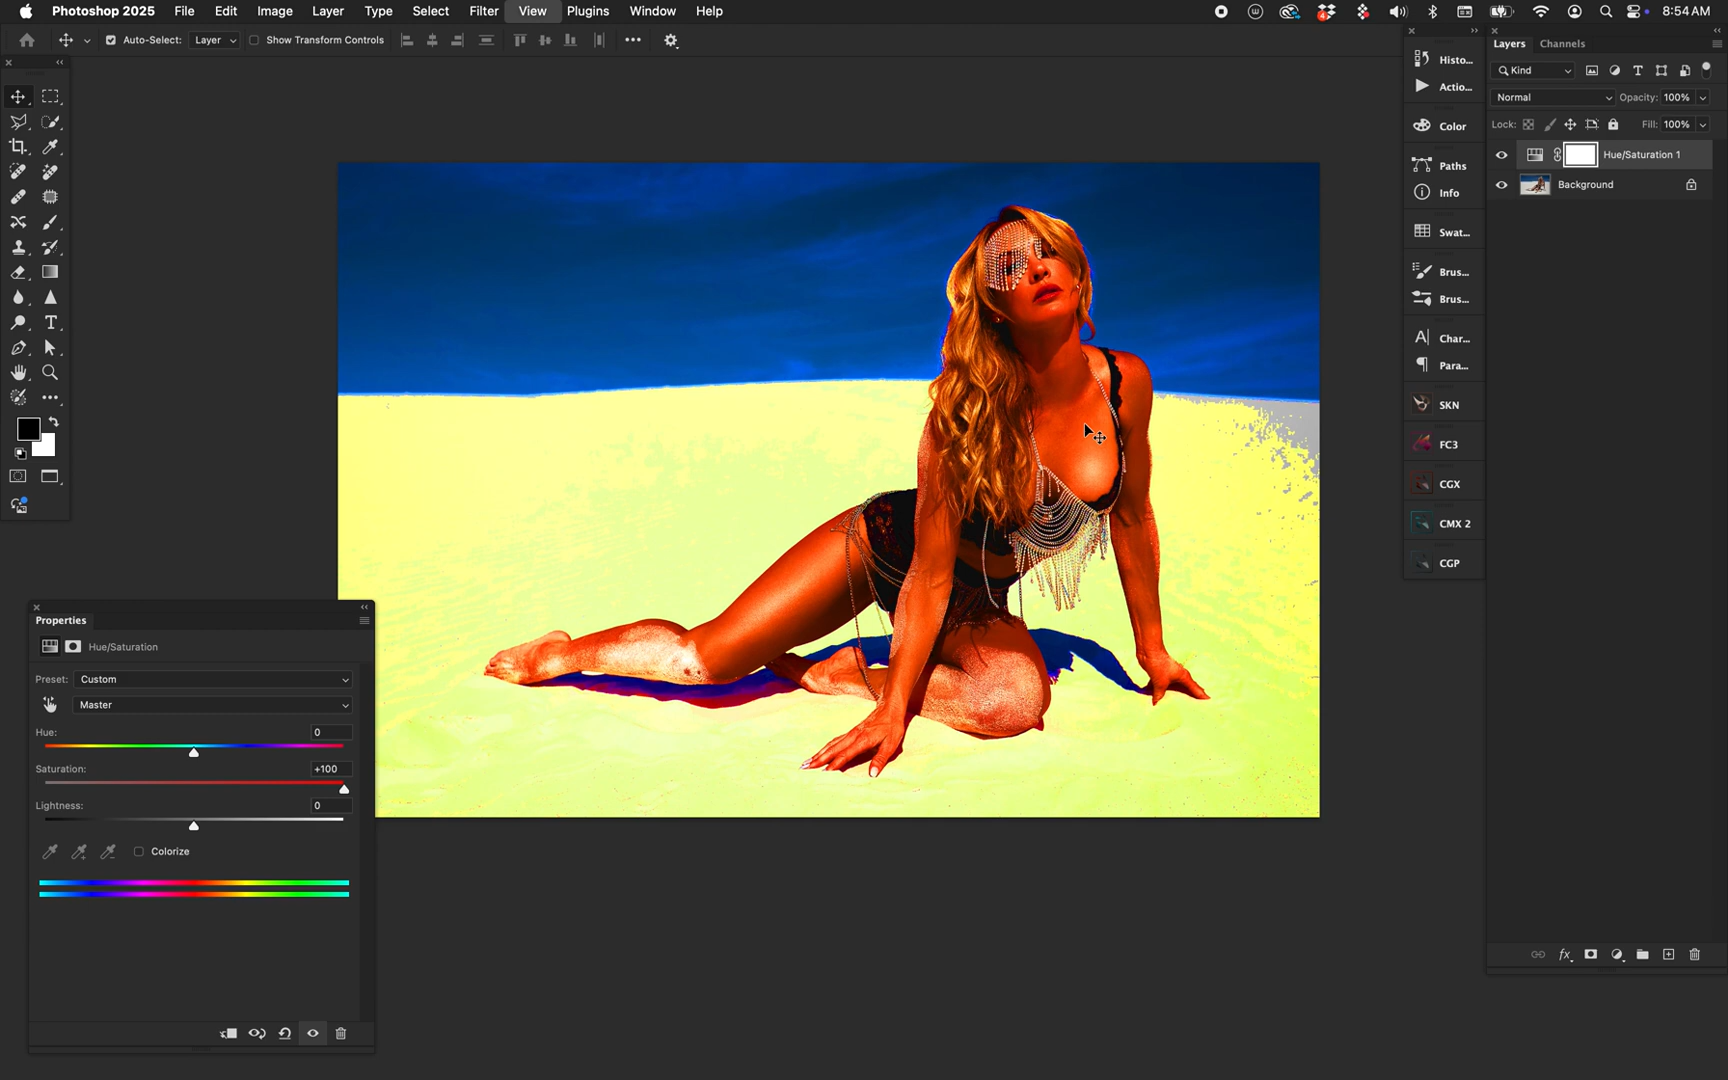 Photoshop 2025 File Edit Image Layer Type Select Filter View Plugins Window Help 8:54 AM
Auto-Select: Layer Show Transform Controls
Histo...
Actio...
Color
Paths
Info
Swat...
Brus...
Brus...
Char...
Para...
SKN
FC3
CGX
CMX 2
CGP
Layers Channels
Kind
Normal Opacity: 100%
Lock: Fill: 100%
Hue/Saturation 1
Background
fx
Properties
Hue/Saturation
Preset: Custom
Master
Hue: 0
Saturation: +100
Lightness: 0
Colorize